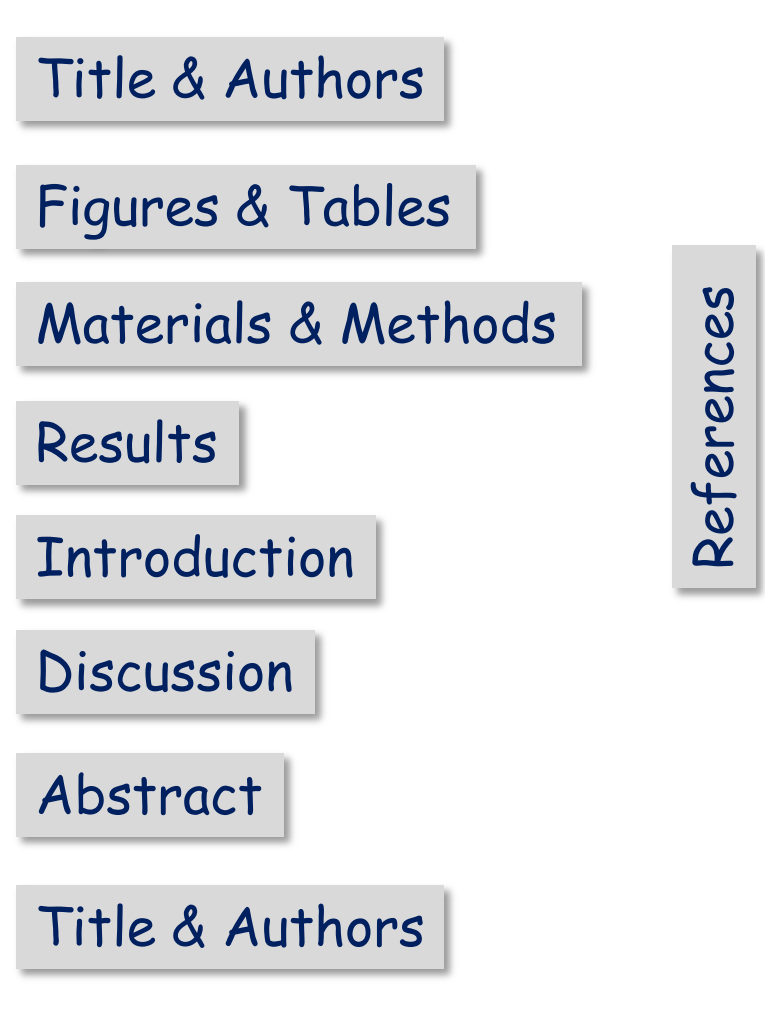 Title & Authors
Figures & Tables
Materials & Methods
Results
Introduction
Discussion
Abstract
Title & Authors
References